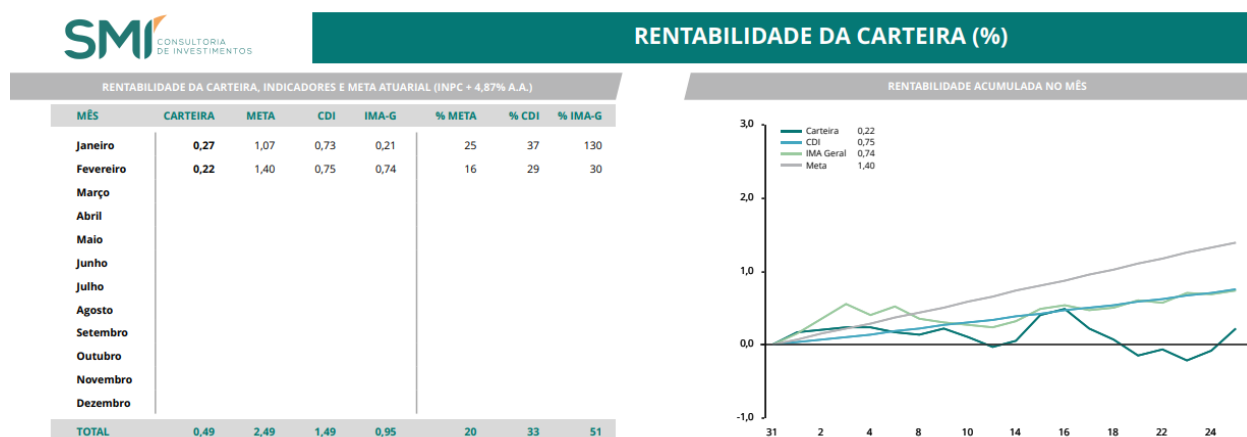 SMI CONSULTORIA DE INVESTIMENTOS
RENTABILIDADE DA CARTEIRA (%)
RENTABILIDADE DA CARTEIRA, INDICADORES E META ATUARIAL (INPC + 4,87% A.A.)
MÊS CARTEIRA META CDI IMA-G % META % CDI % IMA-G
Janeiro 0,27 1,07 0,73 0,21 25 37 130
Fevereiro 0,22 1,40 0,75 0,74 16 29 30
Março
Abril
Maio
Junho
Julho
Agosto
Setembro
Outubro
Novembro
Dezembro
TOTAL 0,49 2,49 1,49 0,95 20 33 51
RENTABILIDADE ACUMULADA NO MÊS
Carteira 0,22
CDI 0,75
IMA Geral 0,74
Meta 1,40
3,0
2,0
1,0
0,0
-1,0
31 2 4 8 10 14 16 18 22 24